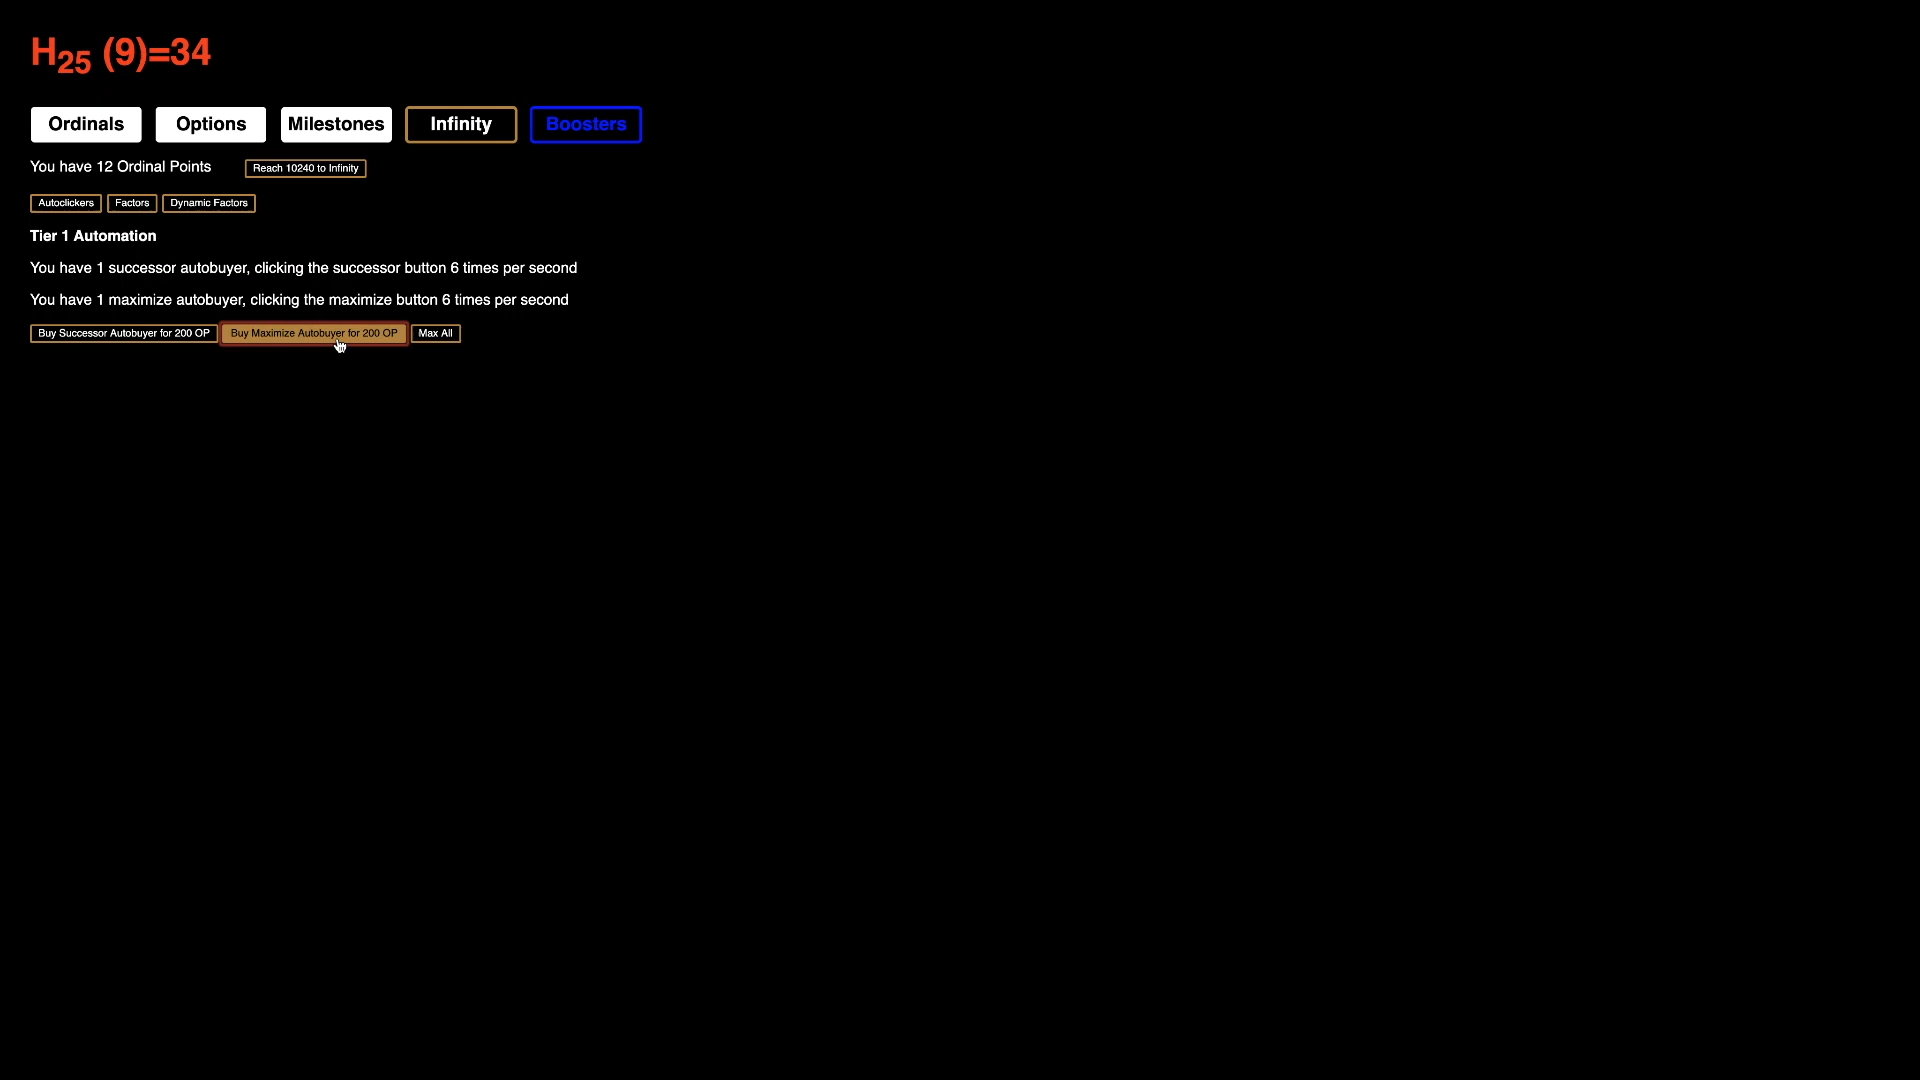 H25 (9)=34
Ordinals Options Milestones Infinity Boosters
You have 12 Ordinal Points Reach 10240 to Infinity
Autoclickers Factors Dynamic Factors
Tier 1 Automation
You have 1 successor autobuyer, clicking the successor button 6 times per second
You have 1 maximize autobuyer, clicking the maximize button 6 times per second
Buy Successor Autobuyer for 200 OP Buy Maximize Autobuyer for 200 OP Max All